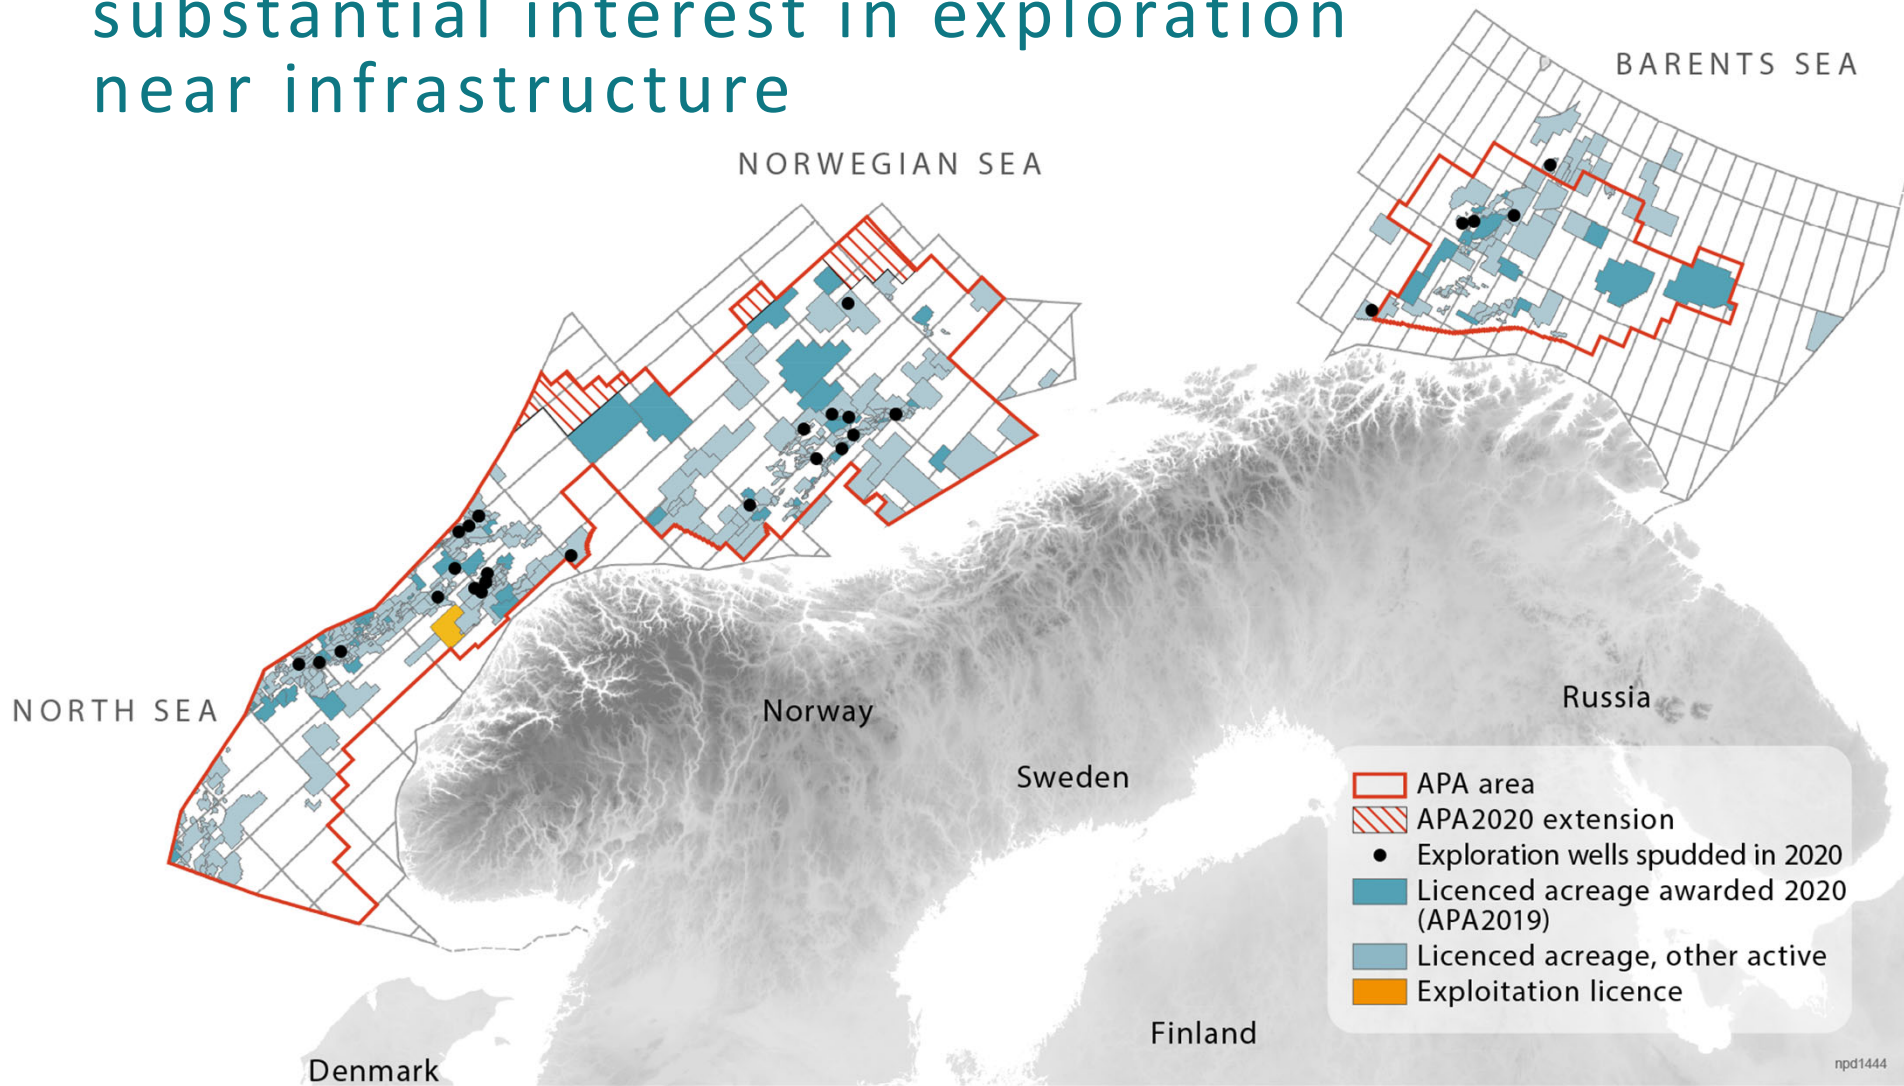 substantial interest in exploration
near infrastructure
BARENTS SEA
NORWEGIAN SEA
NORTH SEA
Norway
Russia
Sweden
APA area
APA2020 extension
Exploration wells spudded in 2020
Licenced acreage awarded 2020
(APA2019)
Licenced acreage, other active
Exploitation licence
Finland
Denmark
npd1444